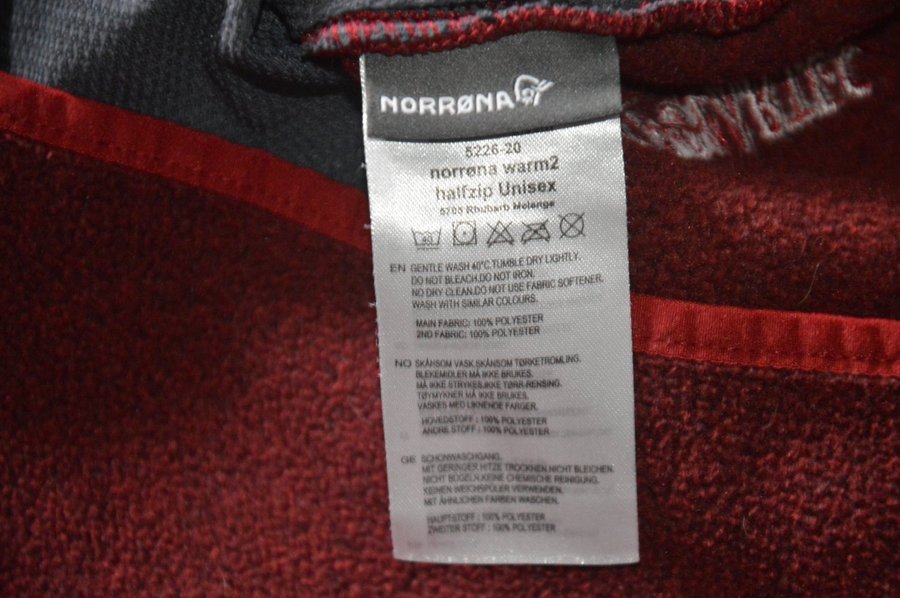 NORRØNA
5226-20
norrøna warm2
halfzip Unisex
5705 Rhubarb Melange
40
EN GENTLE WASH 40°C.TUMBLE DRY LIGHTLY.
DO NOT BLEACH.DO NOT IRON.
NO DRY CLEAN.DO NOT USE FABRIC SOFTENER.
WASH WITH SIMILAR COLOURS.
MAIN FABRIC: 100% POLYESTER
2ND FABRIC: 100% POLYESTER
NO SKÅNSOM VASK.SKÅNSOM TØRKETROMLING.
BLEKEMIDLER MÅ IKKE BRUKES.
MÅ IKKE STRYKES.IKKE TØRR-RENSING.
TØYMYKNER MÅ IKKE BRUKES.
VASKES MED LIKNENDE FARGER.
HOVEDSTOFF : 100% POLYESTER
ANDRE STOFF : 100% POLYESTER
GE SCHONWASCHGANG.
MIT GERINGER HITZE TROCKNEN.NICHT BLEICHEN.
NICHT BÜGELN.KEINE CHEMISCHE REINIGUNG.
KEINEN WEICHSPÜLER VERWENDEN.
MIT ÄHNLICHEN FARBEN WASCHEN.
HAUPTSTOFF : 100% POLYESTER
ZWEITER STOFF : 100% POLYESTER